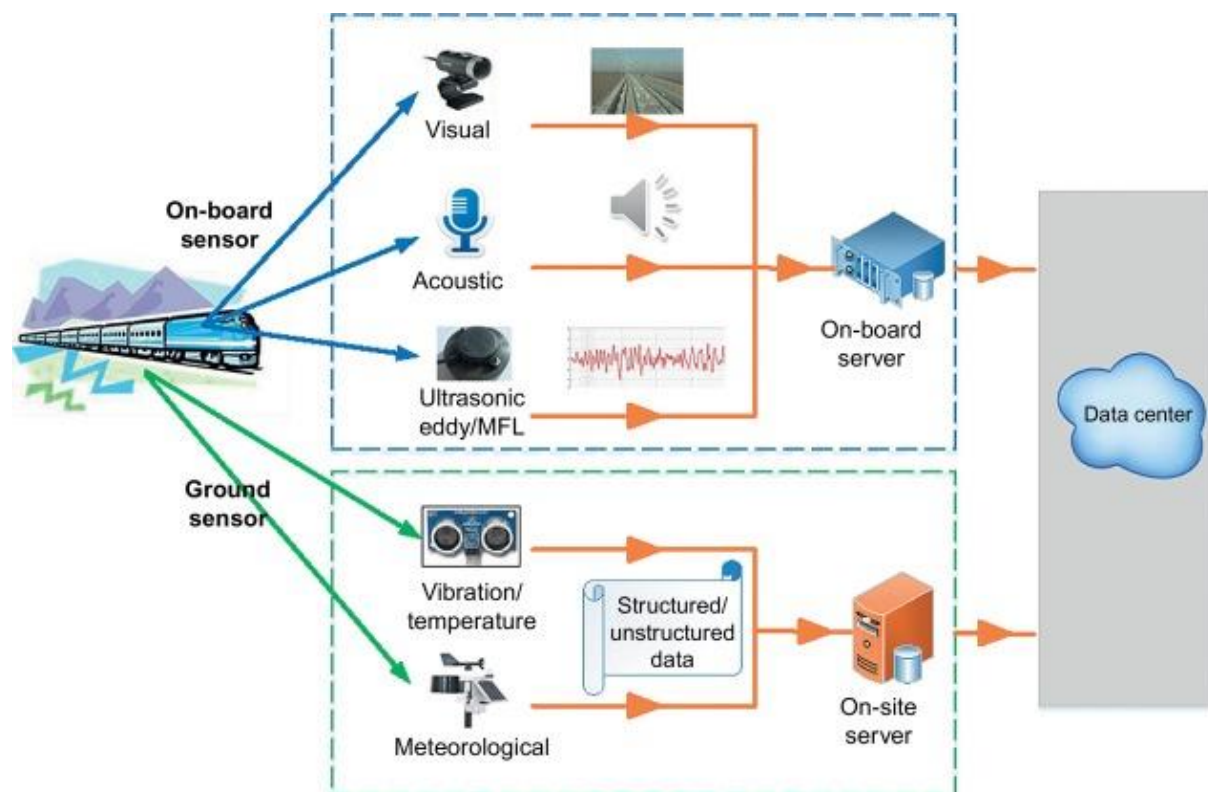 Visual
On-board
sensor
Acoustic
On-board
server
Ultrasonic
eddy/MFL
Data center
Ground
sensor
Vibration/
temperature
Structured/
unstructured
data
On-site
server
Meteorological